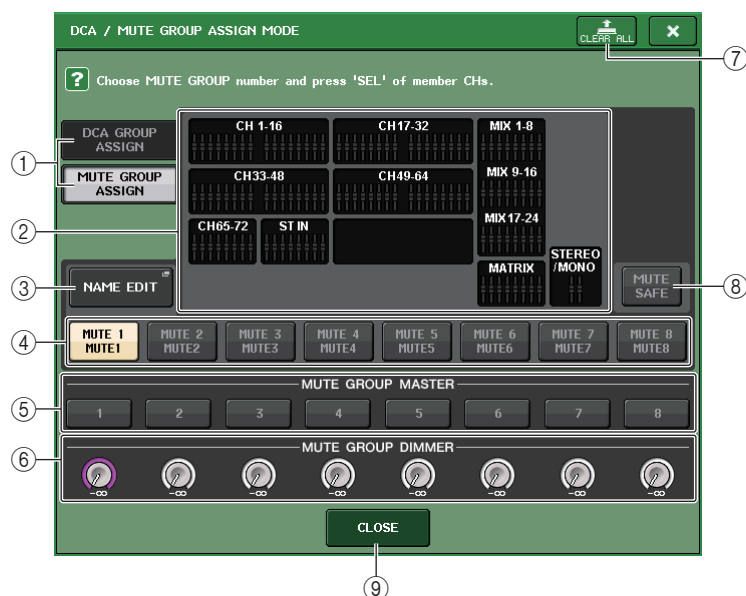 DCA / MUTE GROUP ASSIGN MODE
CLEAR ALL
×
⑦
? Choose MUTE GROUP number and press 'SEL' of member CHs.
①
DCA GROUP
ASSIGN
MUTE GROUP
ASSIGN
②
CH 1-16
CH17-32
MIX 1-8
CH33-48
CH49-64
MIX 9-16
CH65-72
ST IN
MIX17-24
MATRIX
STEREO
/MONO
③
NAME EDIT
MUTE
SAFE
⑧
④
MUTE 1
MUTE1
MUTE 2
MUTE2
MUTE 3
MUTE3
MUTE 4
MUTE4
MUTE 5
MUTE5
MUTE 6
MUTE6
MUTE 7
MUTE7
MUTE 8
MUTE8
MUTE GROUP MASTER
⑤
1 2 3 4 5 6 7 8
MUTE GROUP DIMMER
⑥
-∞ -∞ -∞ -∞ -∞ -∞ -∞ -∞
CLOSE
⑨